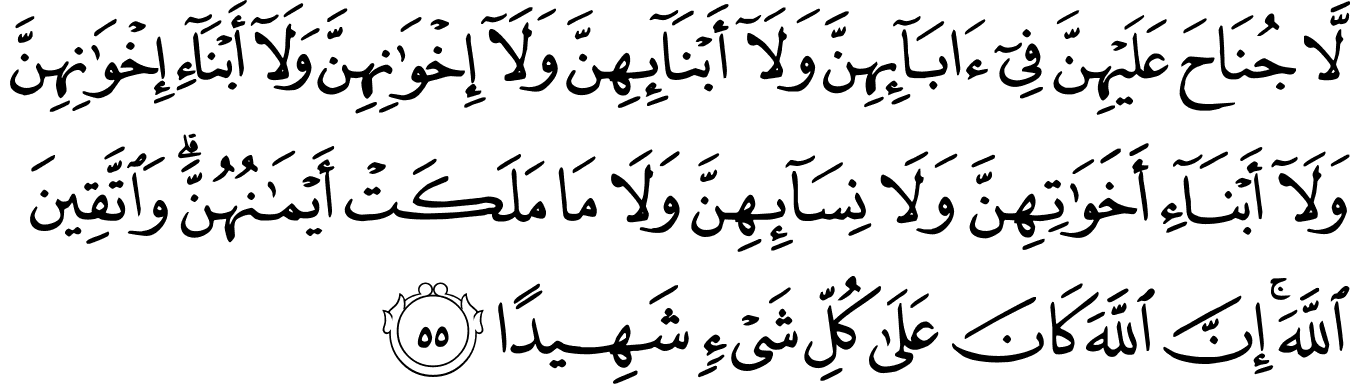 لَّا جُنَاحَ عَلَيْهِنَّ فِىٓ ءَابَآئِهِنَّ وَلَآ أَبْنَآئِهِنَّ وَلَآ إِخْوَٰنِهِنَّ وَلَآ أَبْنَآءِ إِخْوَٰنِهِنَّ
وَلَآ أَبْنَآءِ أَخَوَٰتِهِنَّ وَلَا نِسَآئِهِنَّ وَلَا مَا مَلَكَتْ أَيْمَـٰنُهُنَّ ۗ وَٱتَّقِينَ
ٱللَّهَ ۚ إِنَّ ٱللَّهَ كَانَ عَلَىٰ كُلِّ شَىْءٍ شَهِيدًا ٥٥